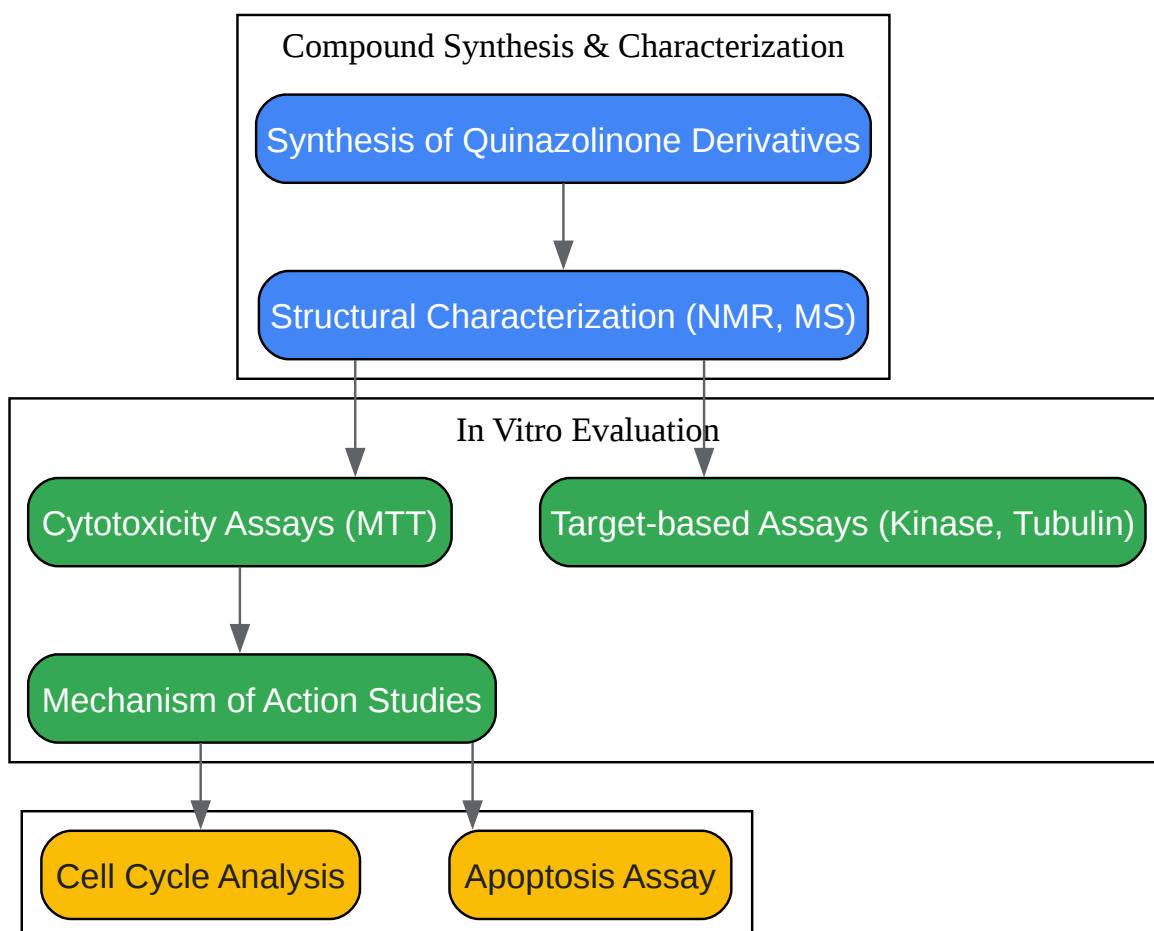 Compound Synthesis & Characterization
Synthesis of Quinazolinone Derivatives
Structural Characterization (NMR, MS)
In Vitro Evaluation
Cytotoxicity Assays (MTT)
Target-based Assays (Kinase, Tubulin)
Mechanism of Action Studies
Cell Cycle Analysis
Apoptosis Assay